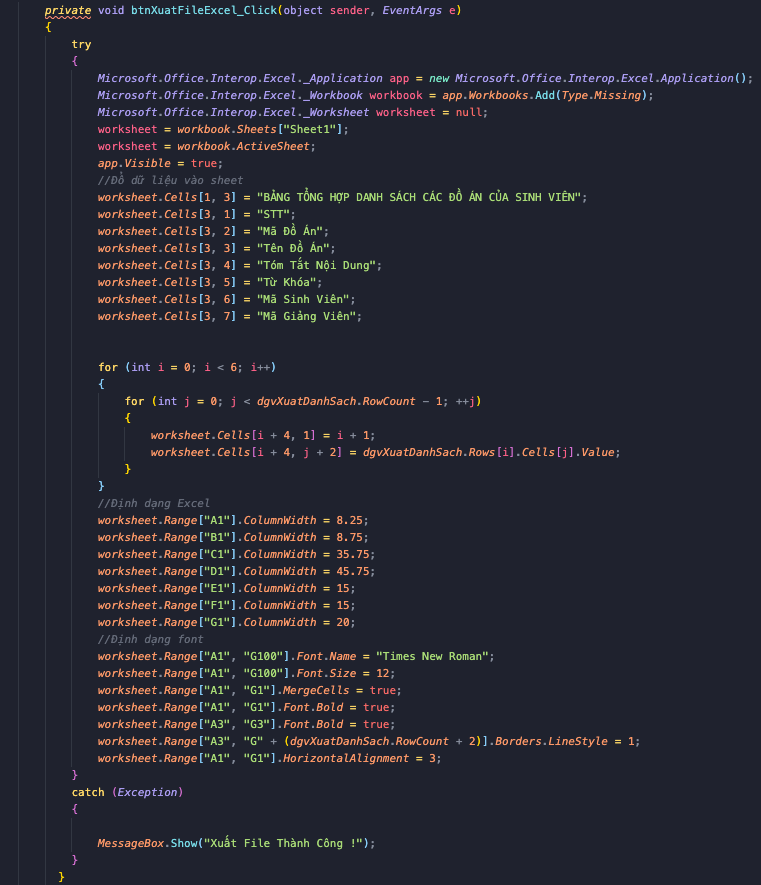 private void btnXuatFileExcel_Click(object sender, EventArgs e)
{
try
{
Microsoft.Office.Interop.Excel._Application app = new Microsoft.Office.Interop.Excel.Application();
Microsoft.Office.Interop.Excel._Workbook workbook = app.Workbooks.Add(Type.Missing);
Microsoft.Office.Interop.Excel._Worksheet worksheet = null;
worksheet = workbook.Sheets["Sheet1"];
worksheet = workbook.ActiveSheet;
app.Visible = true;
//Đổ dữ liệu vào sheet
worksheet.Cells[1, 3] = "BẢNG TỔNG HỢP DANH SÁCH CÁC ĐỒ ÁN CỦA SINH VIÊN";
worksheet.Cells[3, 1] = "STT";
worksheet.Cells[3, 2] = "Mã Đồ Án";
worksheet.Cells[3, 3] = "Tên Đồ Án";
worksheet.Cells[3, 4] = "Tóm Tắt Nội Dung";
worksheet.Cells[3, 5] = "Từ Khóa";
worksheet.Cells[3, 6] = "Mã Sinh Viên";
worksheet.Cells[3, 7] = "Mã Giảng Viên";
for (int i = 0; i < 6; i++)
{
for (int j = 0; j < dgvXuatDanhSach.RowCount - 1; ++j)
{
worksheet.Cells[i + 4, 1] = i + 1;
worksheet.Cells[i + 4, j + 2] = dgvXuatDanhSach.Rows[i].Cells[j].Value;
}
}
//Định dạng Excel
worksheet.Range["A1"].ColumnWidth = 8.25;
worksheet.Range["B1"].ColumnWidth = 8.75;
worksheet.Range["C1"].ColumnWidth = 35.75;
worksheet.Range["D1"].ColumnWidth = 45.75;
worksheet.Range["E1"].ColumnWidth = 15;
worksheet.Range["F1"].ColumnWidth = 15;
worksheet.Range["G1"].ColumnWidth = 20;
//Định dạng font
worksheet.Range["A1", "G100"].Font.Name = "Times New Roman";
worksheet.Range["A1", "G100"].Font.Size = 12;
worksheet.Range["A1", "G1"].MergeCells = true;
worksheet.Range["A1", "G1"].Font.Bold = true;
worksheet.Range["A3", "G3"].Font.Bold = true;
worksheet.Range["A3", "G" + (dgvXuatDanhSach.RowCount + 2)].Borders.LineStyle = 1;
worksheet.Range["A1", "G1"].HorizontalAlignment = 3;
}
catch (Exception)
{
MessageBox.Show("Xuất File Thành Công !");
}
}